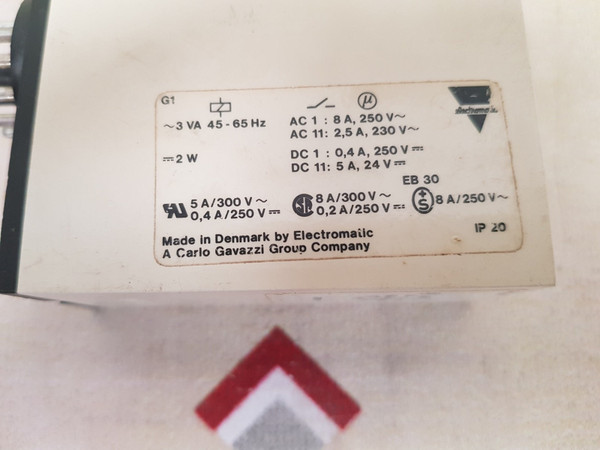 G1
µ
~3 VA 45-65 Hz
AC 1 : 8 A, 250 V~
AC 11: 2,5 A, 230 V~
⎓2 W
DC 1 : 0,4 A, 250 V⎓
DC 11: 5 A, 24 V⎓
EB 30
5 A/300 V~
0,4 A/250 V⎓
8 A/300 V~
0,2 A/250 V⎓
+S 8 A/250 V~
Made in Denmark by Electromatic
A Carlo Gavazzi Group Company
IP 20
electromatic